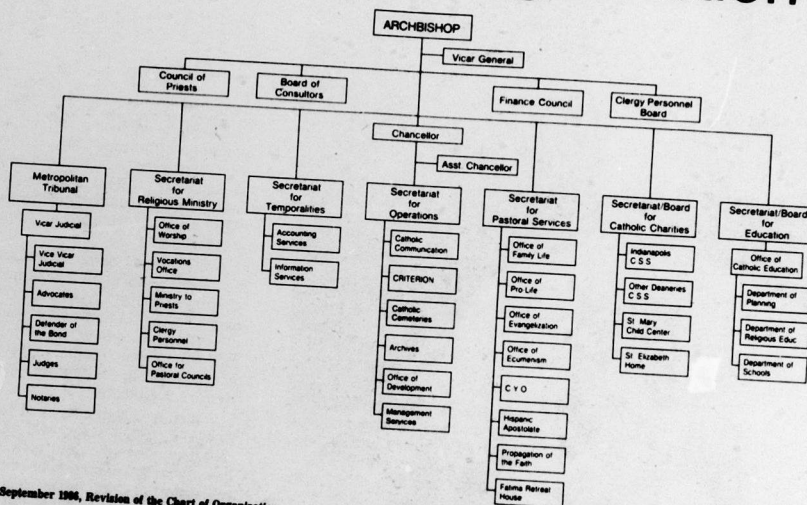 ARCHBISHOP
Vicar General
Council of
Priests
Board of
Consultors
Finance Council
Clergy Personnel
Board
Chancellor
Asst Chancellor
Metropolitan
Tribunal
Vicar Judicial
Vice Vicar
Judicial
Advocates
Defender of
the Bond
Judges
Notaries
Secretariat
for
Religious Ministry
Office of
Worship
Vocations
Office
Ministry to
Priests
Clergy
Personnel
Office for
Pastoral Councils
Secretariat
for
Temporalities
Accounting
Services
Information
Services
Secretariat
for
Operations
Catholic
Communication
CRITERION
Catholic
Cemeteries
Archives
Office of
Development
Management
Services
Secretariat
for
Pastoral Services
Office of
Family Life
Office of
Pro Life
Office of
Evangelization
Office of
Ecumenism
C Y O
Hispanic
Apostolate
Propagation of
the Faith
Fatima Retreat
House
Secretariat/Board
for
Catholic Charities
Indianapolis
C S S
Other Deaneries
C S S
St Mary
Child Center
St Elizabeth
Home
Secretariat/Board
for
Education
Office of
Catholic Education
Department of
Planning
Department of
Religious Educ
Department of
Schools
September 1986, Revision of the Chart of